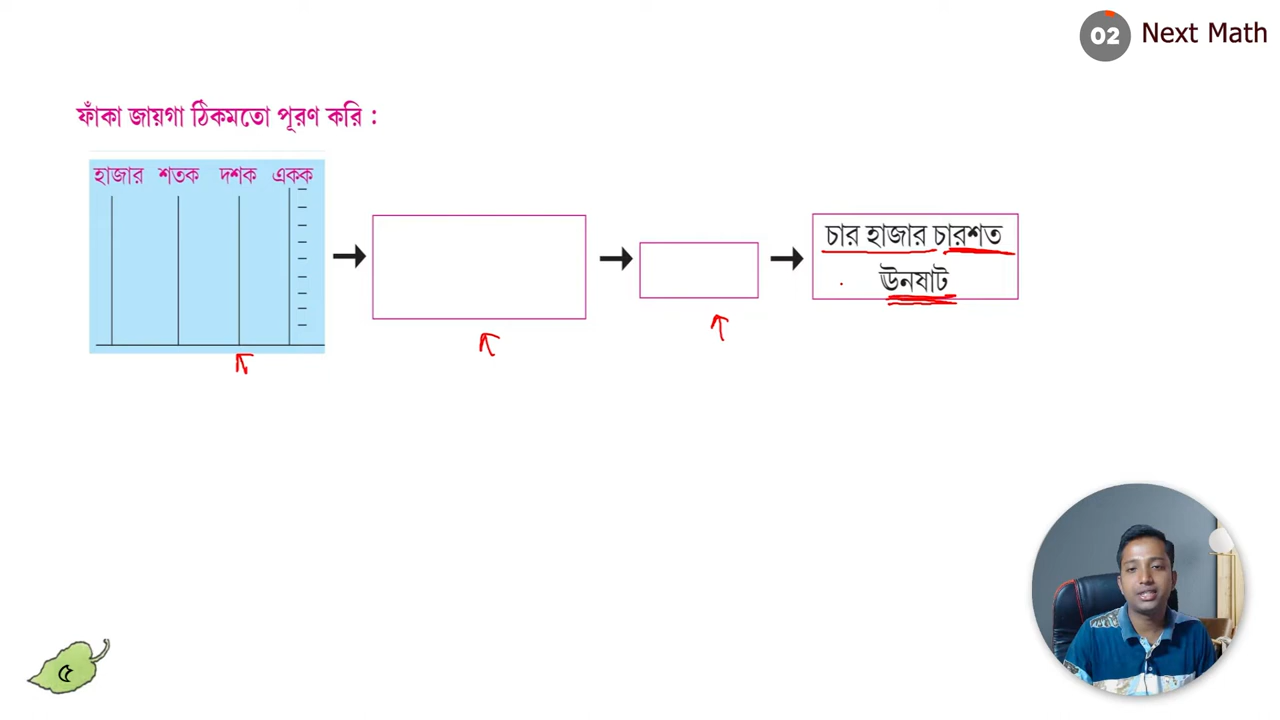 02 Next Math
ফাঁকা জায়গা ঠিকমতো পূরণ করি :
হাজার শতক দশক একক
চার হাজার চারশত
ঊনষাট
৫